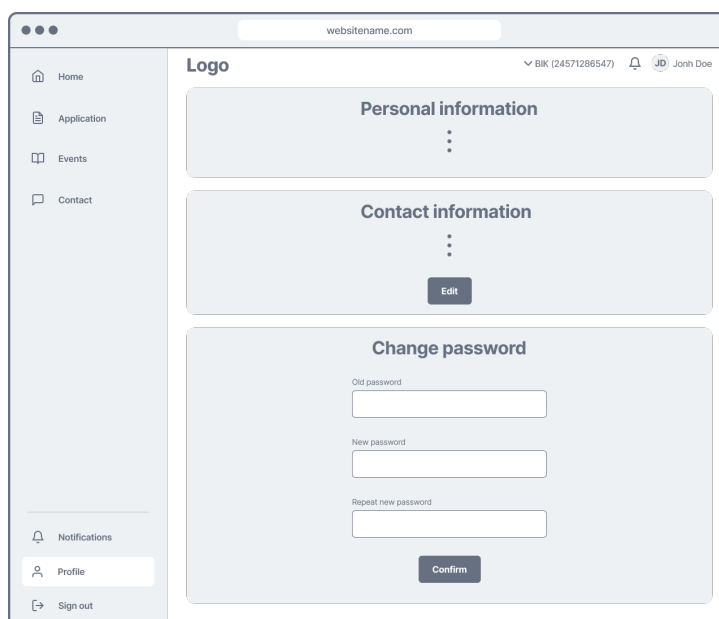 websitename.com
Logo
BIK (24571286547)
JD
Jonh Doe
Home
Application
Events
Contact
Notifications
Profile
Sign out
Personal information
Contact information
Edit
Change password
Old password
New password
Repeat new password
Confirm